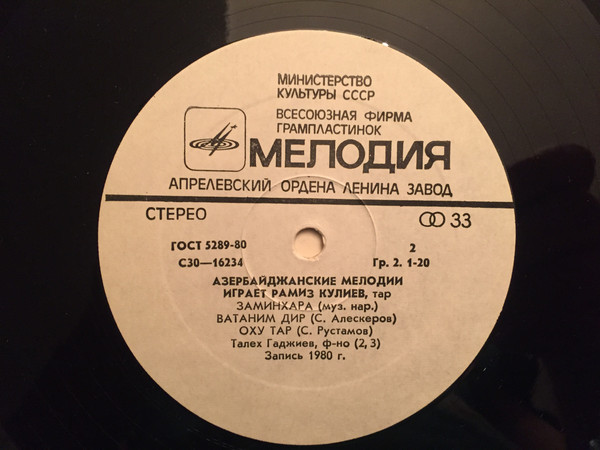 МИНИСТЕРСТВО
КУЛЬТУРЫ СССР
ВСЕСОЮЗНАЯ ФИРМА
ГРАМПЛАСТИНОК
МЕЛОДИЯ
АПРЕЛЕВСКИЙ ОРДЕНА ЛЕНИНА ЗАВОД
СТЕРЕО 33
ГОСТ 5289-80 2
С30—16234 Гр. 2. 1-20
АЗЕРБАЙДЖАНСКИЕ МЕЛОДИИ
ИГРАЕТ РАМИЗ КУЛИЕВ, тар
ЗАМИНХАРА (муз. нар.)
ВАТАНИМ ДИР (С. Алескеров)
ОХУ ТАР (С. Рустамов)
Талех Гаджиев, ф-но (2, 3)
Запись 1980 г.